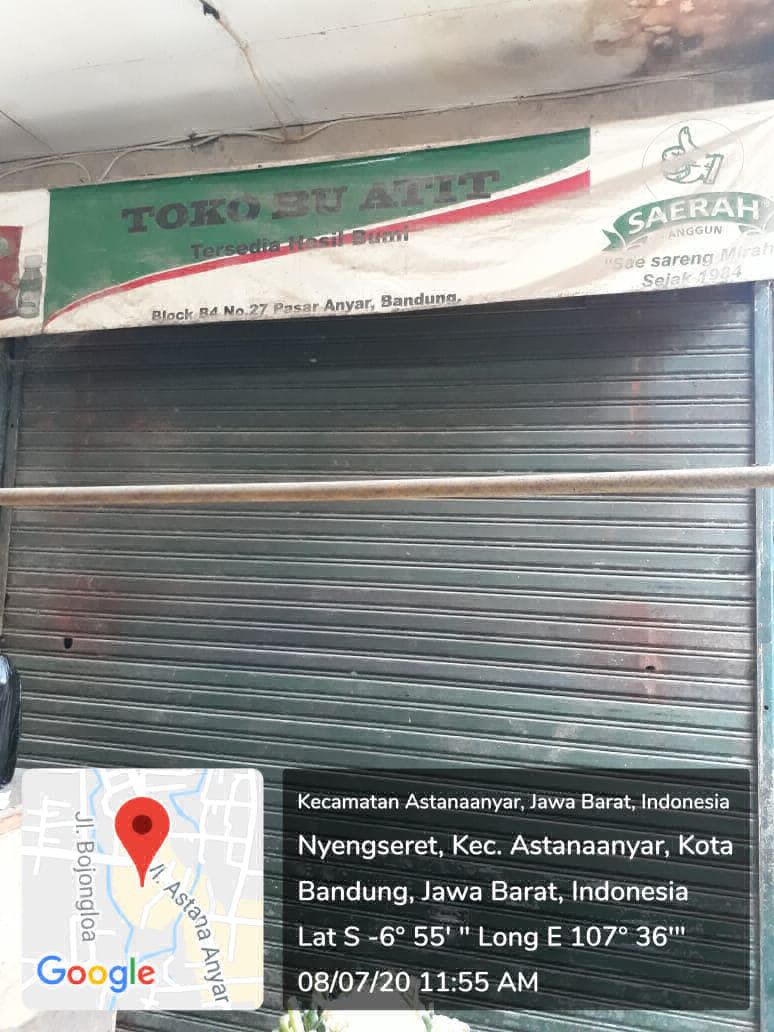 TOKO BU ATIT
Tersedia Hasil Bumi
Block B4 No.27 Pasar Anyar, Bandung.
SAERAH
ANGGUN
"Sae sareng Mirah
Sejak 1984
Jl. Bojongloa
Jl. Astana Anyar
Google
Kecamatan Astanaanyar, Jawa Barat, Indonesia
Nyengseret, Kec. Astanaanyar, Kota
Bandung, Jawa Barat, Indonesia
Lat S -6° 55' " Long E 107° 36'"
08/07/20 11:55 AM